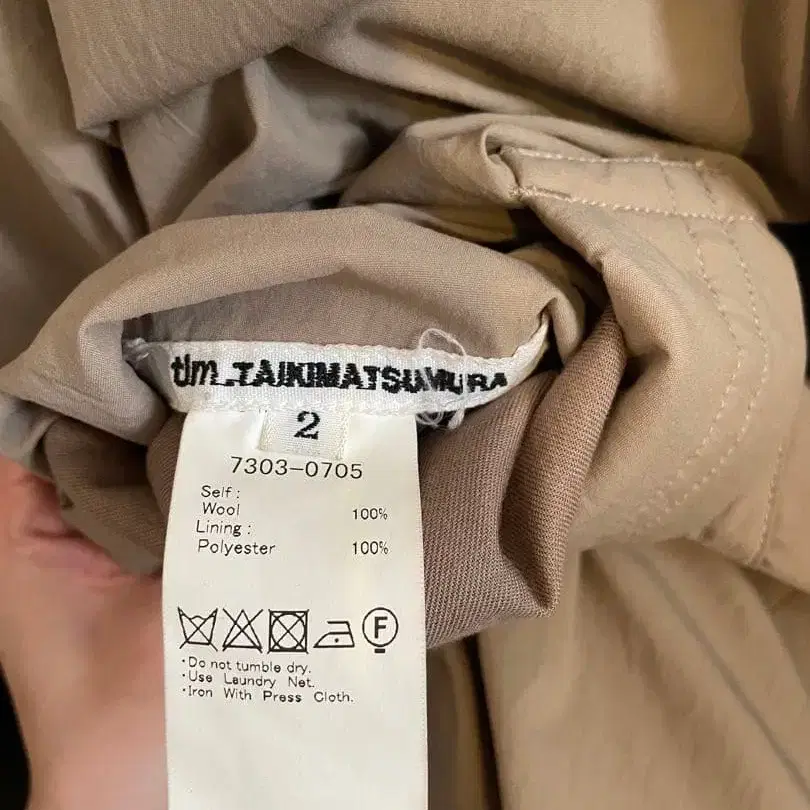 tim_TAIKIMATSUMURA
2
7303-0705
Self :
Wool 100%
Lining :
Polyester 100%
F
・Do not tumble dry.
・Use Laundry Net.
・Iron With Press Cloth.